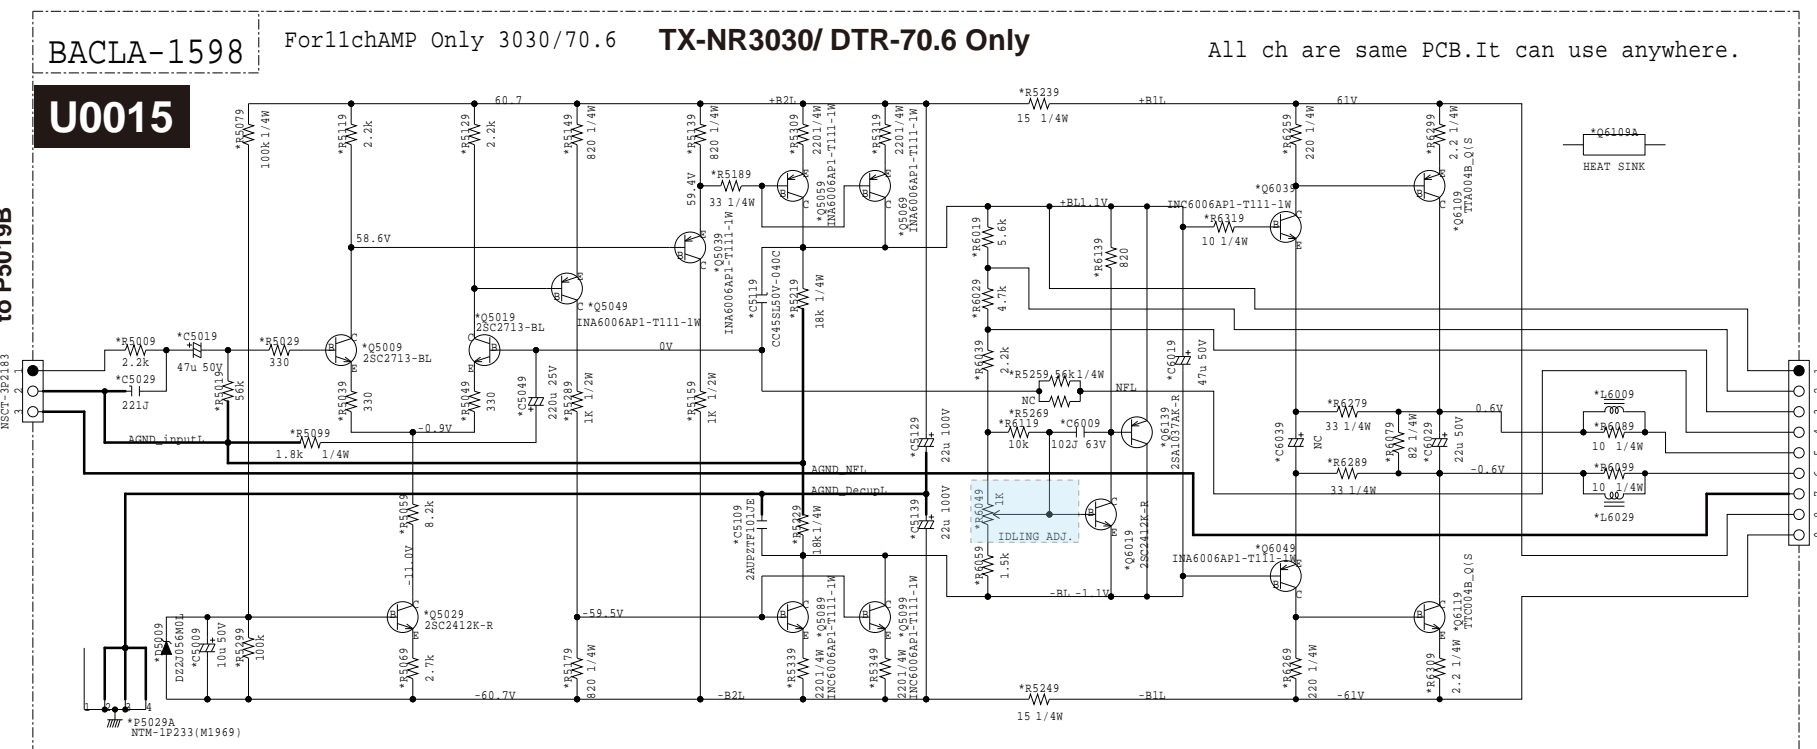 BACLA-1598
For11chAMP Only 3030/70.6
TX-NR3030/ DTR-70.6 Only
All ch are same PCB.It can use anywhere.
U0015
to P5019B
NSCT-3P2183
1
2
3
*R5009
2.2k
*C5029
221J
*C5019
47u 50V
*R5019
56k
*R5029
330
AGND_inputL
*R5099
1.8k 1/4W
*R5079
100k 1/4W
*R5119
2.2k
*R5129
2.2k
*R5149
820 1/4W
*R5139
820 1/4W
60.7
+B2L
*R5309
2201/4W
*R5319
2201/4W
58.6V
59.4V
*R5189
33 1/4W
*Q5059
INA6006AP1-T111-1W
*Q5069
INA6006AP1-T111-1W
*Q5039
INA6006AP1-T111-1W
*Q5049
INA6006AP1-T111-1W
*Q5009
2SC2713-BL
*Q5019
2SC2713-BL
0V
*R5039
330
*R5049
330
-0.9V
*C5049
220u 25V
*R5289
1K 1/2W
*R5159
1K 1/2W
*C5119
CC45SL50V-040C
*R5219
18k 1/4W
*C5129
22u 100V
AGND_NFL
AGND_DecupL
*R5059
8.2k
-11.0V
*Q5029
2SC2412K-R
*R5069
2.7k
*D5009
DZ2J056M0L
*C5009
10u 50V
*R5299
100k
*C5109
2AUPZTF101JE
*R5229
18k1/4W
*C5139
22u 100V
-59.5V
*Q5089
INC6006AP1-T111-1W
*Q5099
INC6006AP1-T111-1W
*R5179
820 1/4W
*R5339
2201/4W
*R5349
2201/4W
-60.7V
-B2L
1 2 3 4
*P5029A
NTM-1P233(M1969)
*R5239
15 1/4W
+B1L
61V
*R5249
15 1/4W
-B1L
-61V
+BL1.1V
*R6019
5.6k
*R6029
4.7k
*R6039
2.2k
*R6139
820
*R5259 56k1/4W
NC
*R5269
NFL
*R6119
10k
*C6009
102J 63V
*Q6139
2SA1037AK-R
*C6019
47u 50V
*R6049
1K
IDLING ADJ.
*Q6019
2SC2412K-R
*R6059
1.5k
-BL -1.1V
*R6259
220 1/4W
*R6299
2.2 1/4W
*Q6109
TTA004B_Q(S
*Q6039
INC6006AP1-T111-1W
*R6319
10 1/4W
*Q6109A
HEAT SINK
*R6279
33 1/4W
0.6V
*C6039
NC
*R6079
82 1/4W
*C6029
22u 50V
*R6289
33 1/4W
-0.6V
*L6009
*R6089
10 1/4W
*R6099
10 1/4W
*L6029
*Q6049
INA6006AP1-T111-1W
*Q6119
TTC004B_Q(S
*R6269
220 1/4W
*R6309
2.2 1/4W